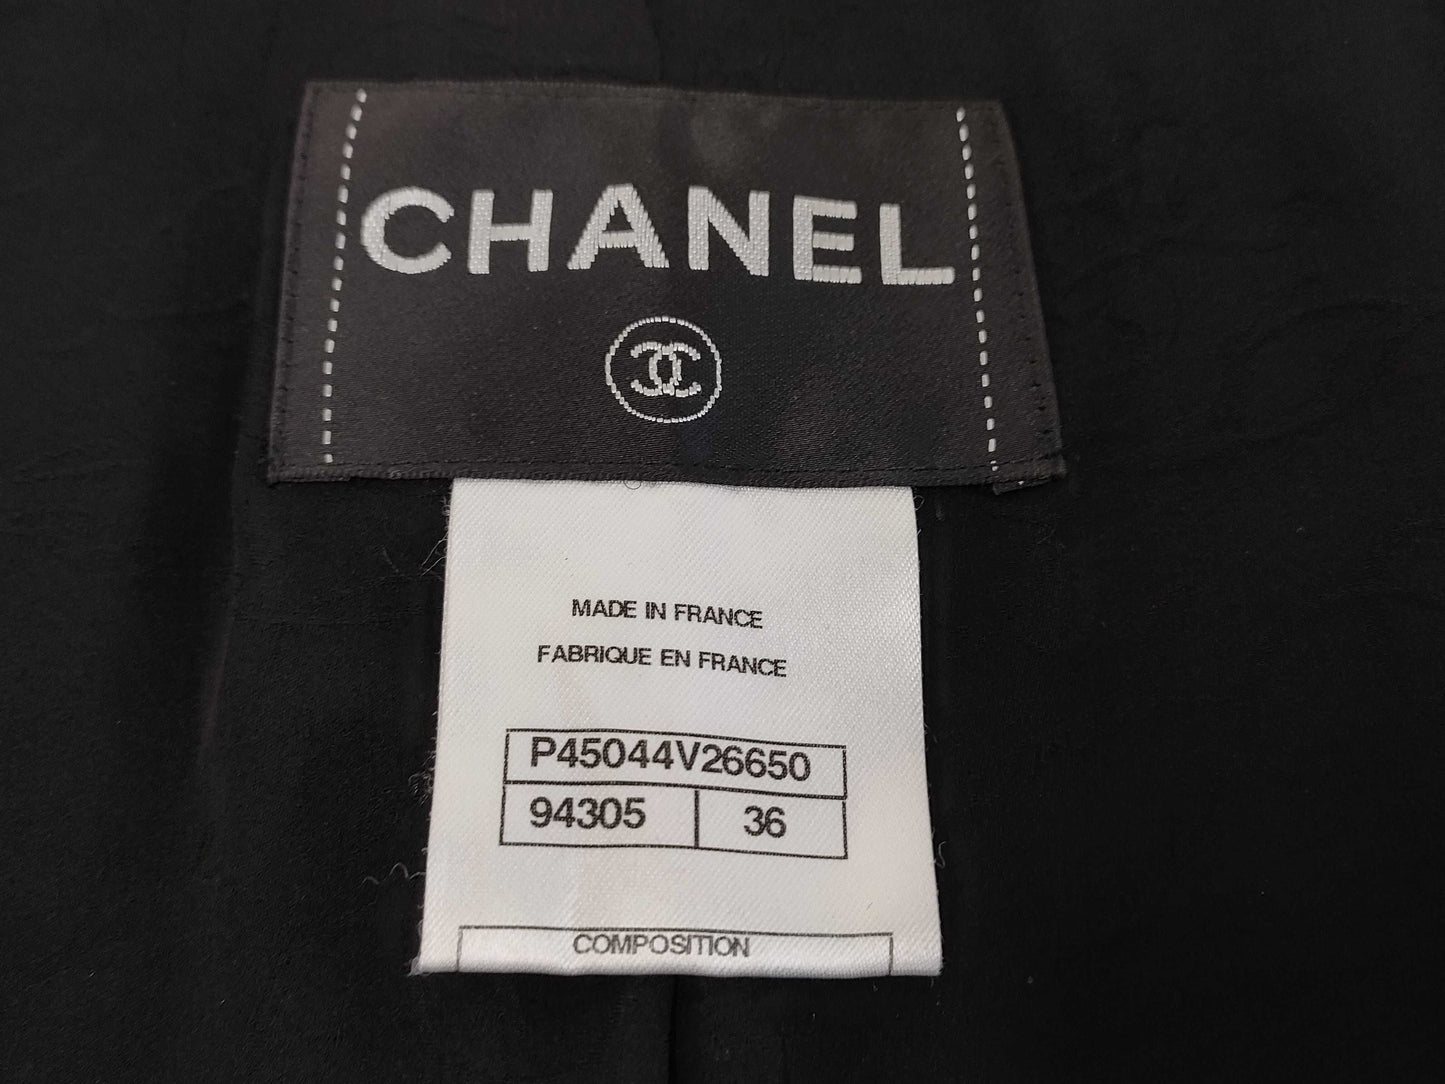 CHANEL
MADE IN FRANCE
FABRIQUE EN FRANCE
P45044V26650
94305 36
COMPOSITION